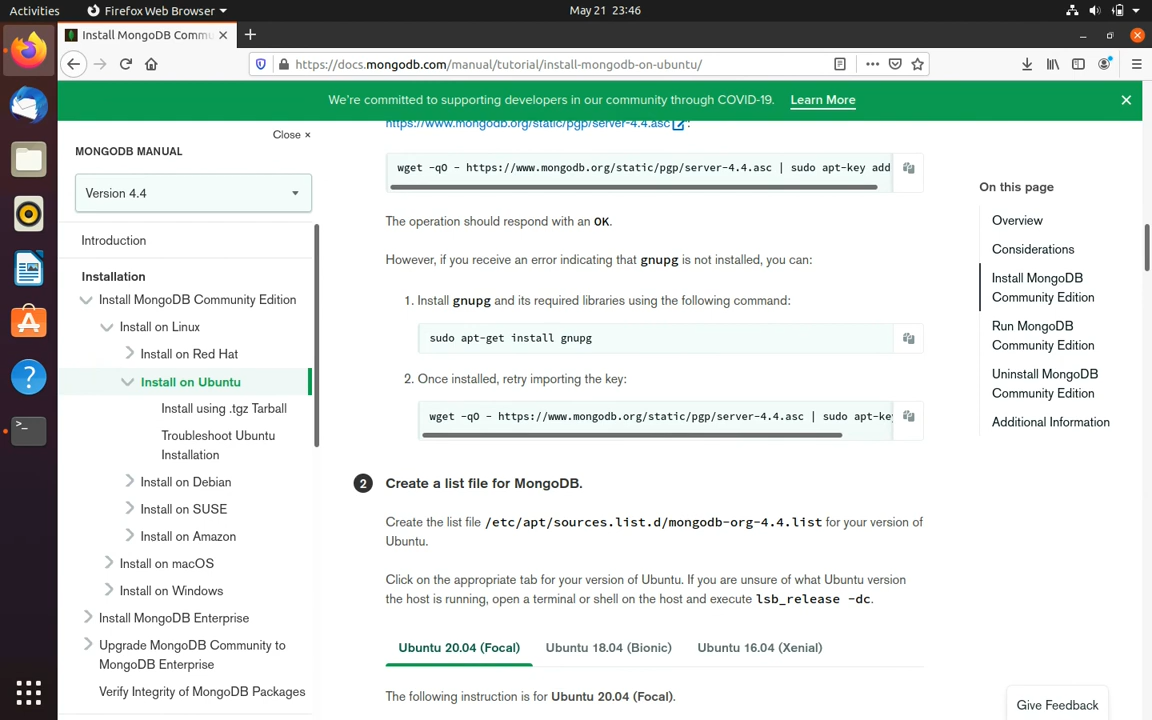 Activities
Firefox Web Browser
May 21 23:46
Install MongoDB Commu
https://docs.mongodb.com/manual/tutorial/install-mongodb-on-ubuntu/
We're committed to supporting developers in our community through COVID-19. Learn More
Close ×
MONGODB MANUAL
Version 4.4
Introduction
Installation
Install MongoDB Community Edition
Install on Linux
Install on Red Hat
Install on Ubuntu
Install using .tgz Tarball
Troubleshoot Ubuntu
Installation
Install on Debian
Install on SUSE
Install on Amazon
Install on macOS
Install on Windows
Install MongoDB Enterprise
Upgrade MongoDB Community to
MongoDB Enterprise
Verify Integrity of MongoDB Packages
https://www.mongodb.org/static/pgp/server-4.4.asc :
wget -qO - https://www.mongodb.org/static/pgp/server-4.4.asc | sudo apt-key add
The operation should respond with an OK.
However, if you receive an error indicating that gnupg is not installed, you can:
1. Install gnupg and its required libraries using the following command:
sudo apt-get install gnupg
2. Once installed, retry importing the key:
wget -qO - https://www.mongodb.org/static/pgp/server-4.4.asc | sudo apt-key
2 Create a list file for MongoDB.
Create the list file /etc/apt/sources.list.d/mongodb-org-4.4.list for your version of
Ubuntu.
Click on the appropriate tab for your version of Ubuntu. If you are unsure of what Ubuntu version
the host is running, open a terminal or shell on the host and execute lsb_release -dc.
Ubuntu 20.04 (Focal) Ubuntu 18.04 (Bionic) Ubuntu 16.04 (Xenial)
The following instruction is for Ubuntu 20.04 (Focal).
On this page
Overview
Considerations
Install MongoDB
Community Edition
Run MongoDB
Community Edition
Uninstall MongoDB
Community Edition
Additional Information
Give Feedback